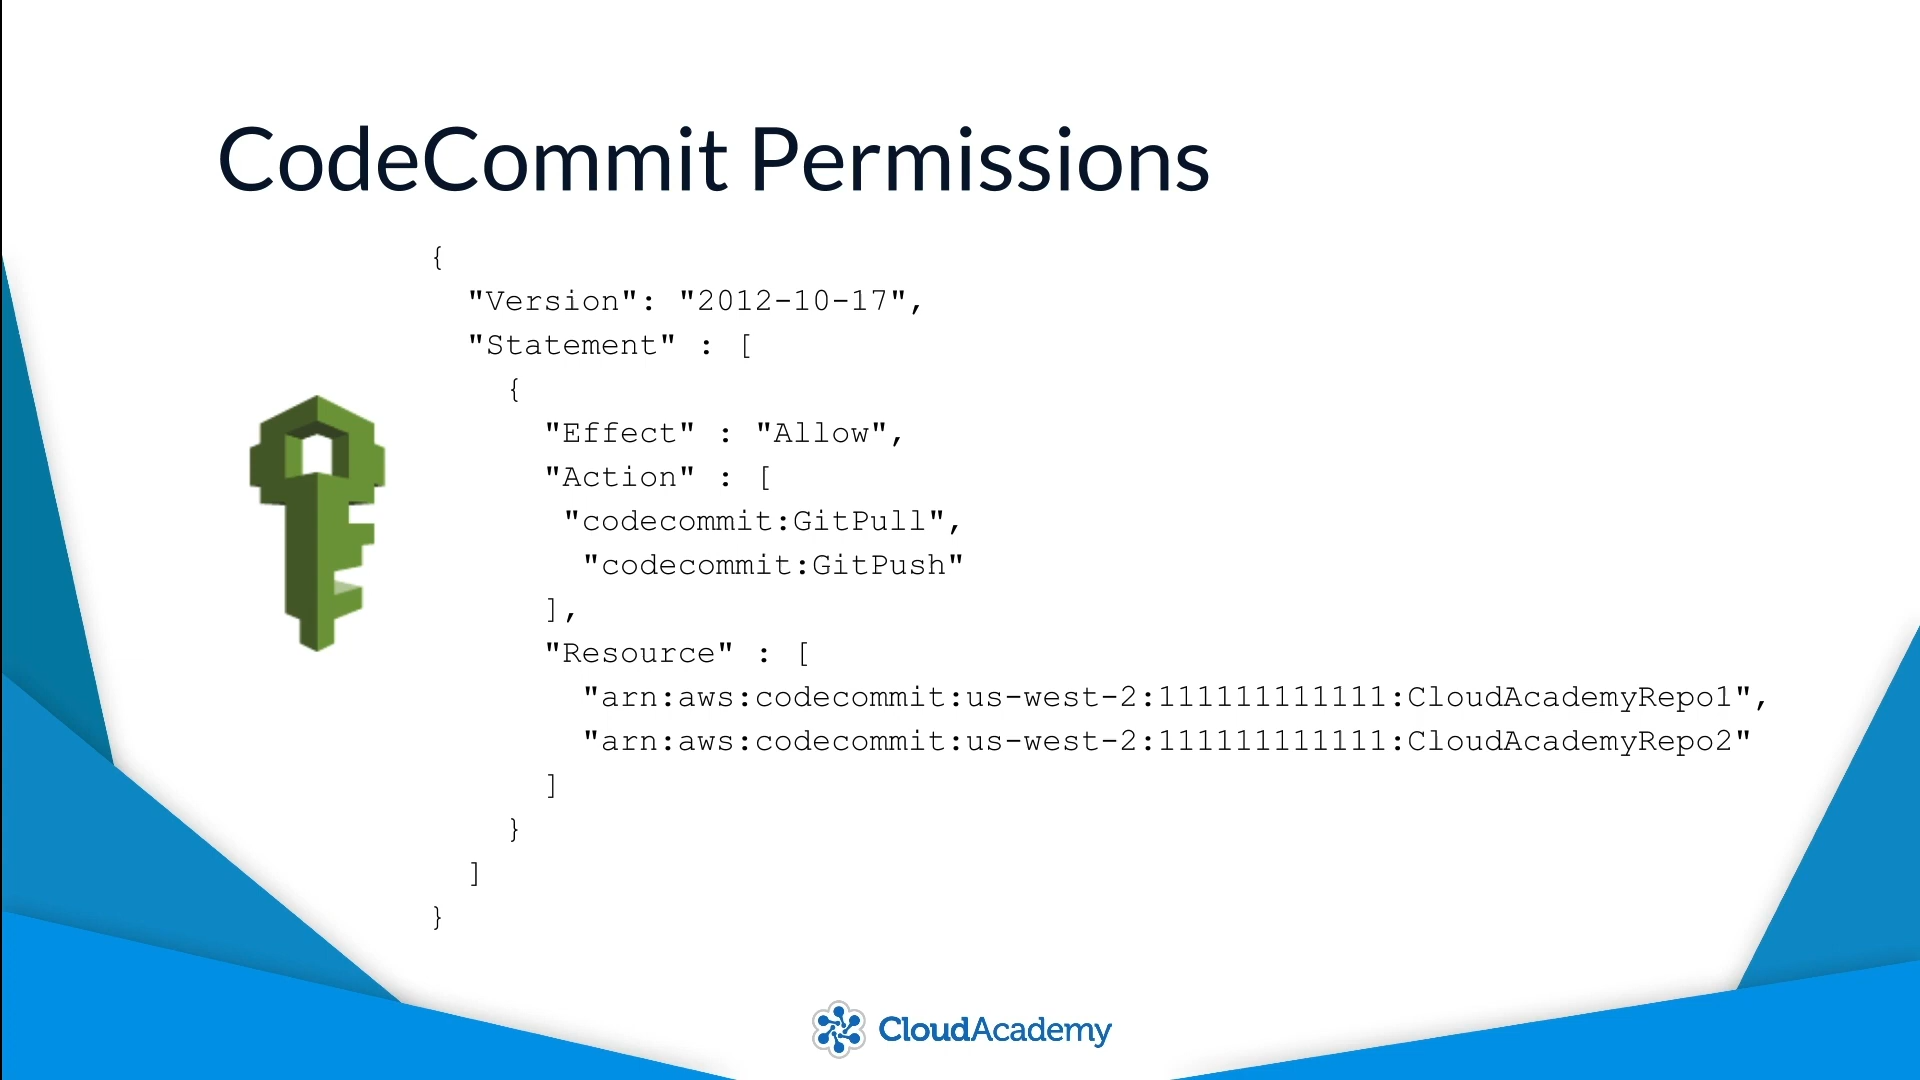 CodeCommit Permissions
{
"Version": "2012-10-17",
"Statement" : [
{
"Effect" : "Allow",
"Action" : [
"codecommit:GitPull",
"codecommit:GitPush"
],
"Resource" : [
"arn:aws:codecommit:us-west-2:111111111111:CloudAcademyRepo1",
"arn:aws:codecommit:us-west-2:111111111111:CloudAcademyRepo2"
]
}
]
}
CloudAcademy